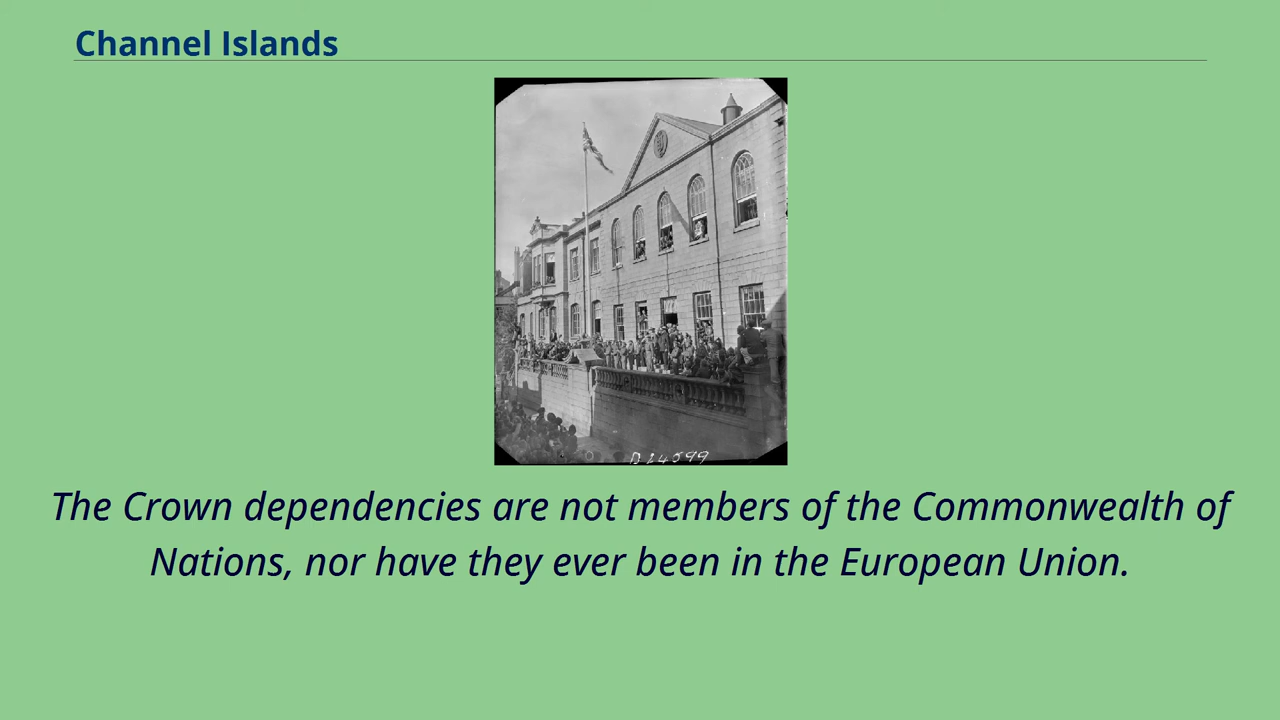 Channel Islands
D 24599
The Crown dependencies are not members of the Commonwealth of
Nations, nor have they ever been in the European Union.